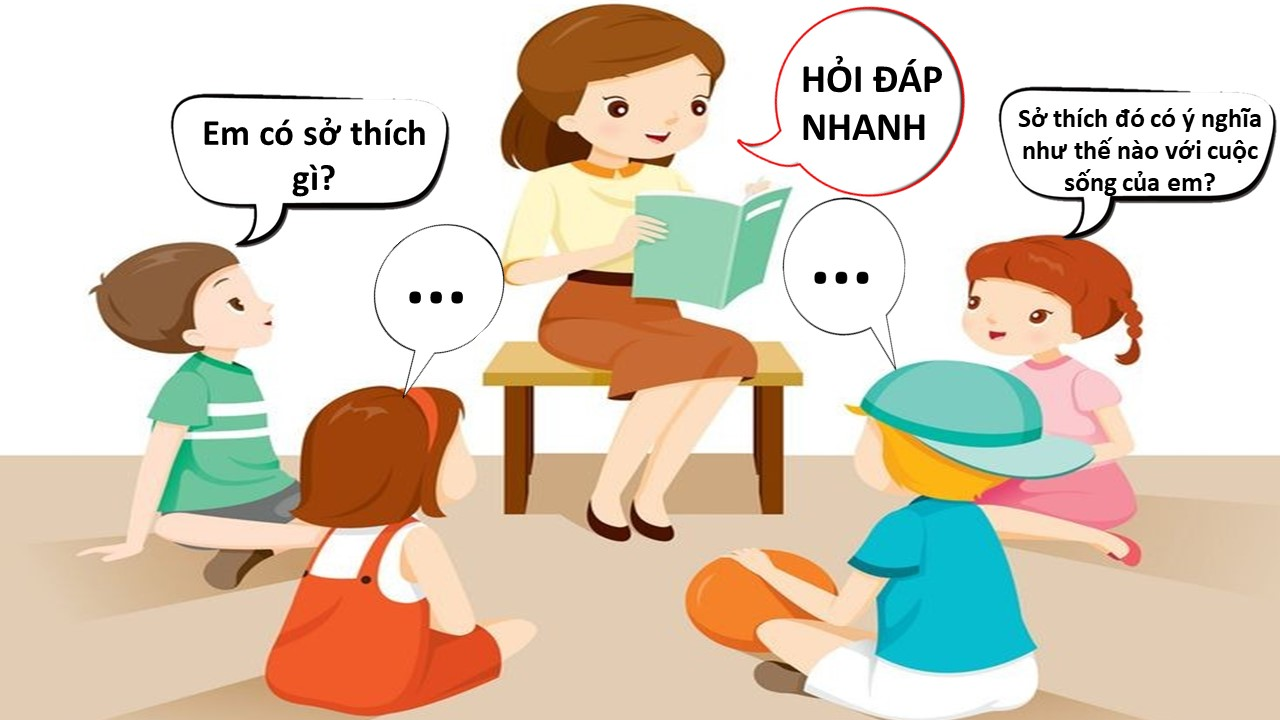 HỎI ĐÁP
NHANH
Em có sở thích
gì?
Sở thích đó có ý nghĩa
như thế nào với cuộc
sống của em?
...
...